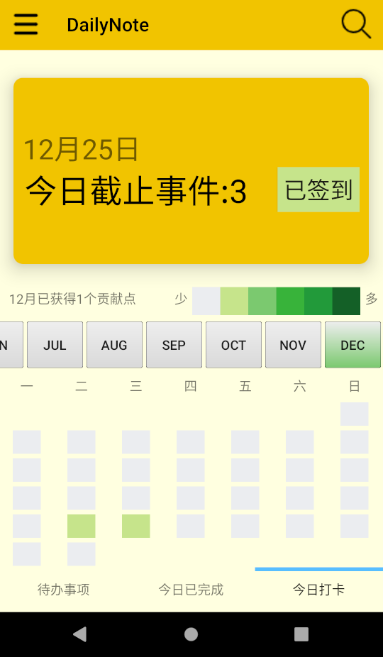 DailyNote
12月25日
今日截止事件:3
已签到
12月已获得1个贡献点
少
多
N JUL AUG SEP OCT NOV DEC
一 二 三 四 五 六 日
待办事项 今日已完成 今日打卡